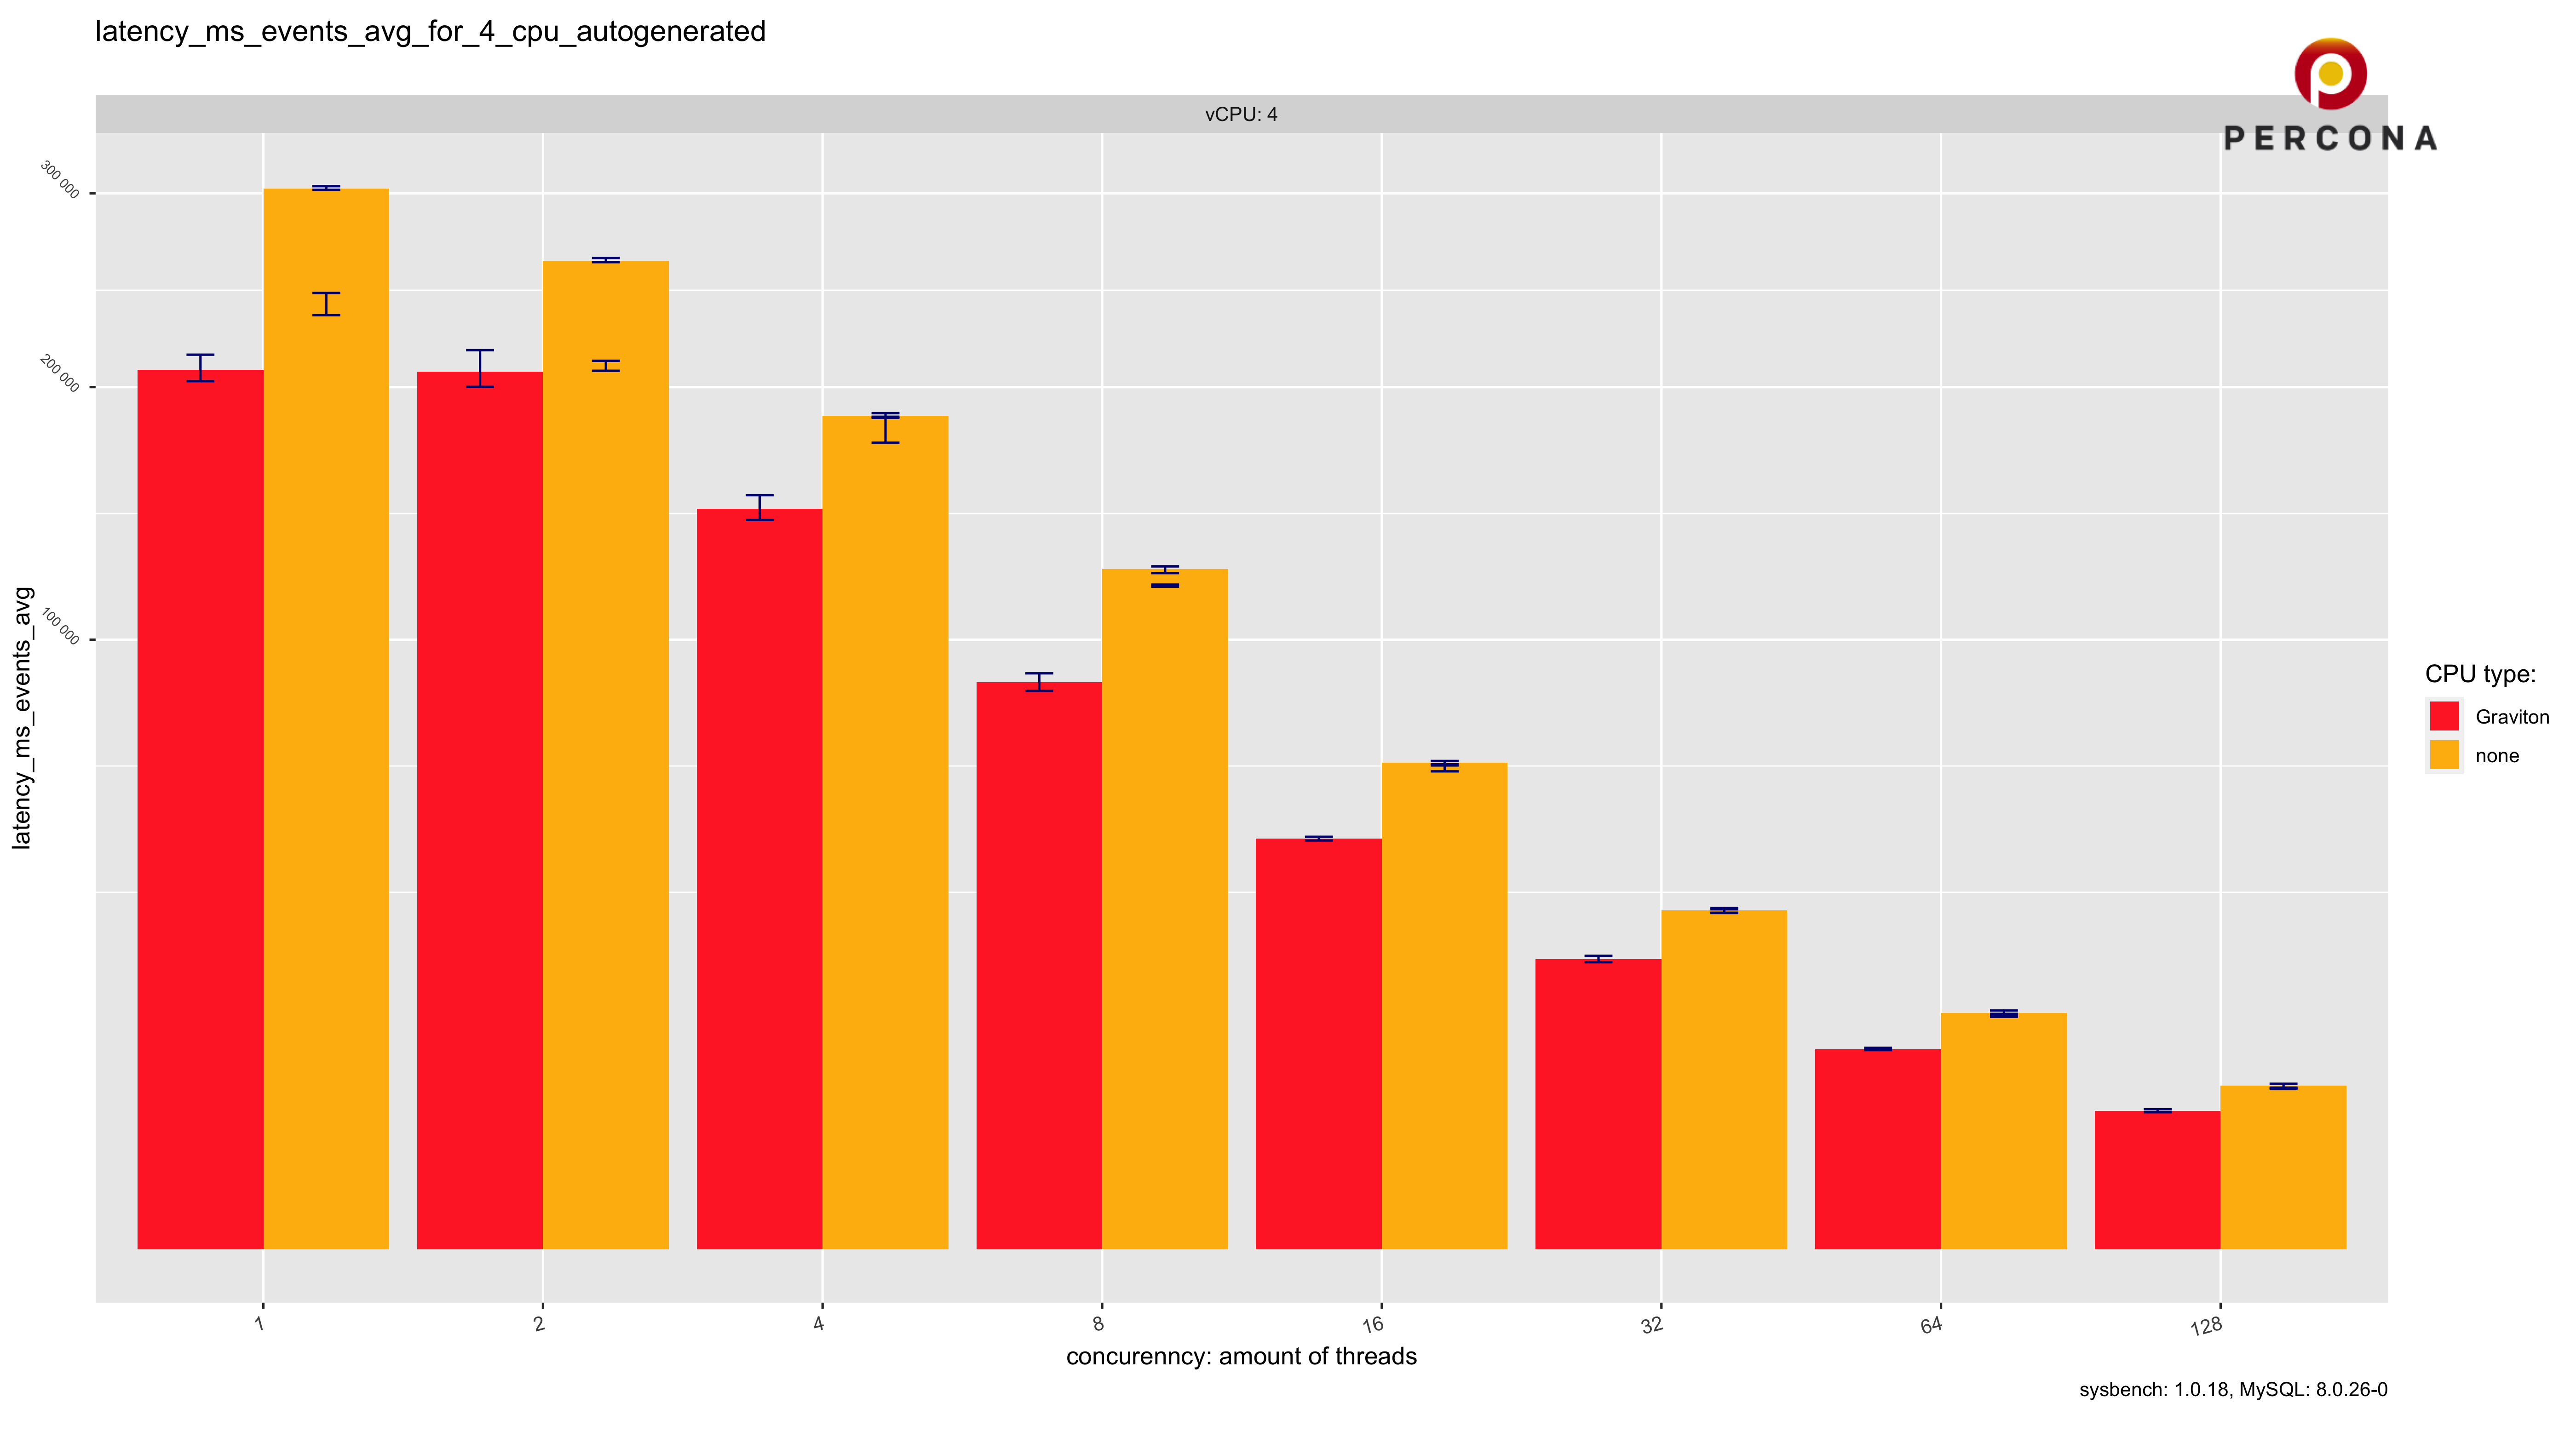 latency_ms_events_avg_for_4_cpu_autogenerated
PERCONA
vCPU: 4
300 000
200 000
100 000
latency_ms_events_avg
CPU type:
Graviton
none
1
2
4
8
16
32
64
128
concurenncy: amount of threads
sysbench: 1.0.18, MySQL: 8.0.26-0